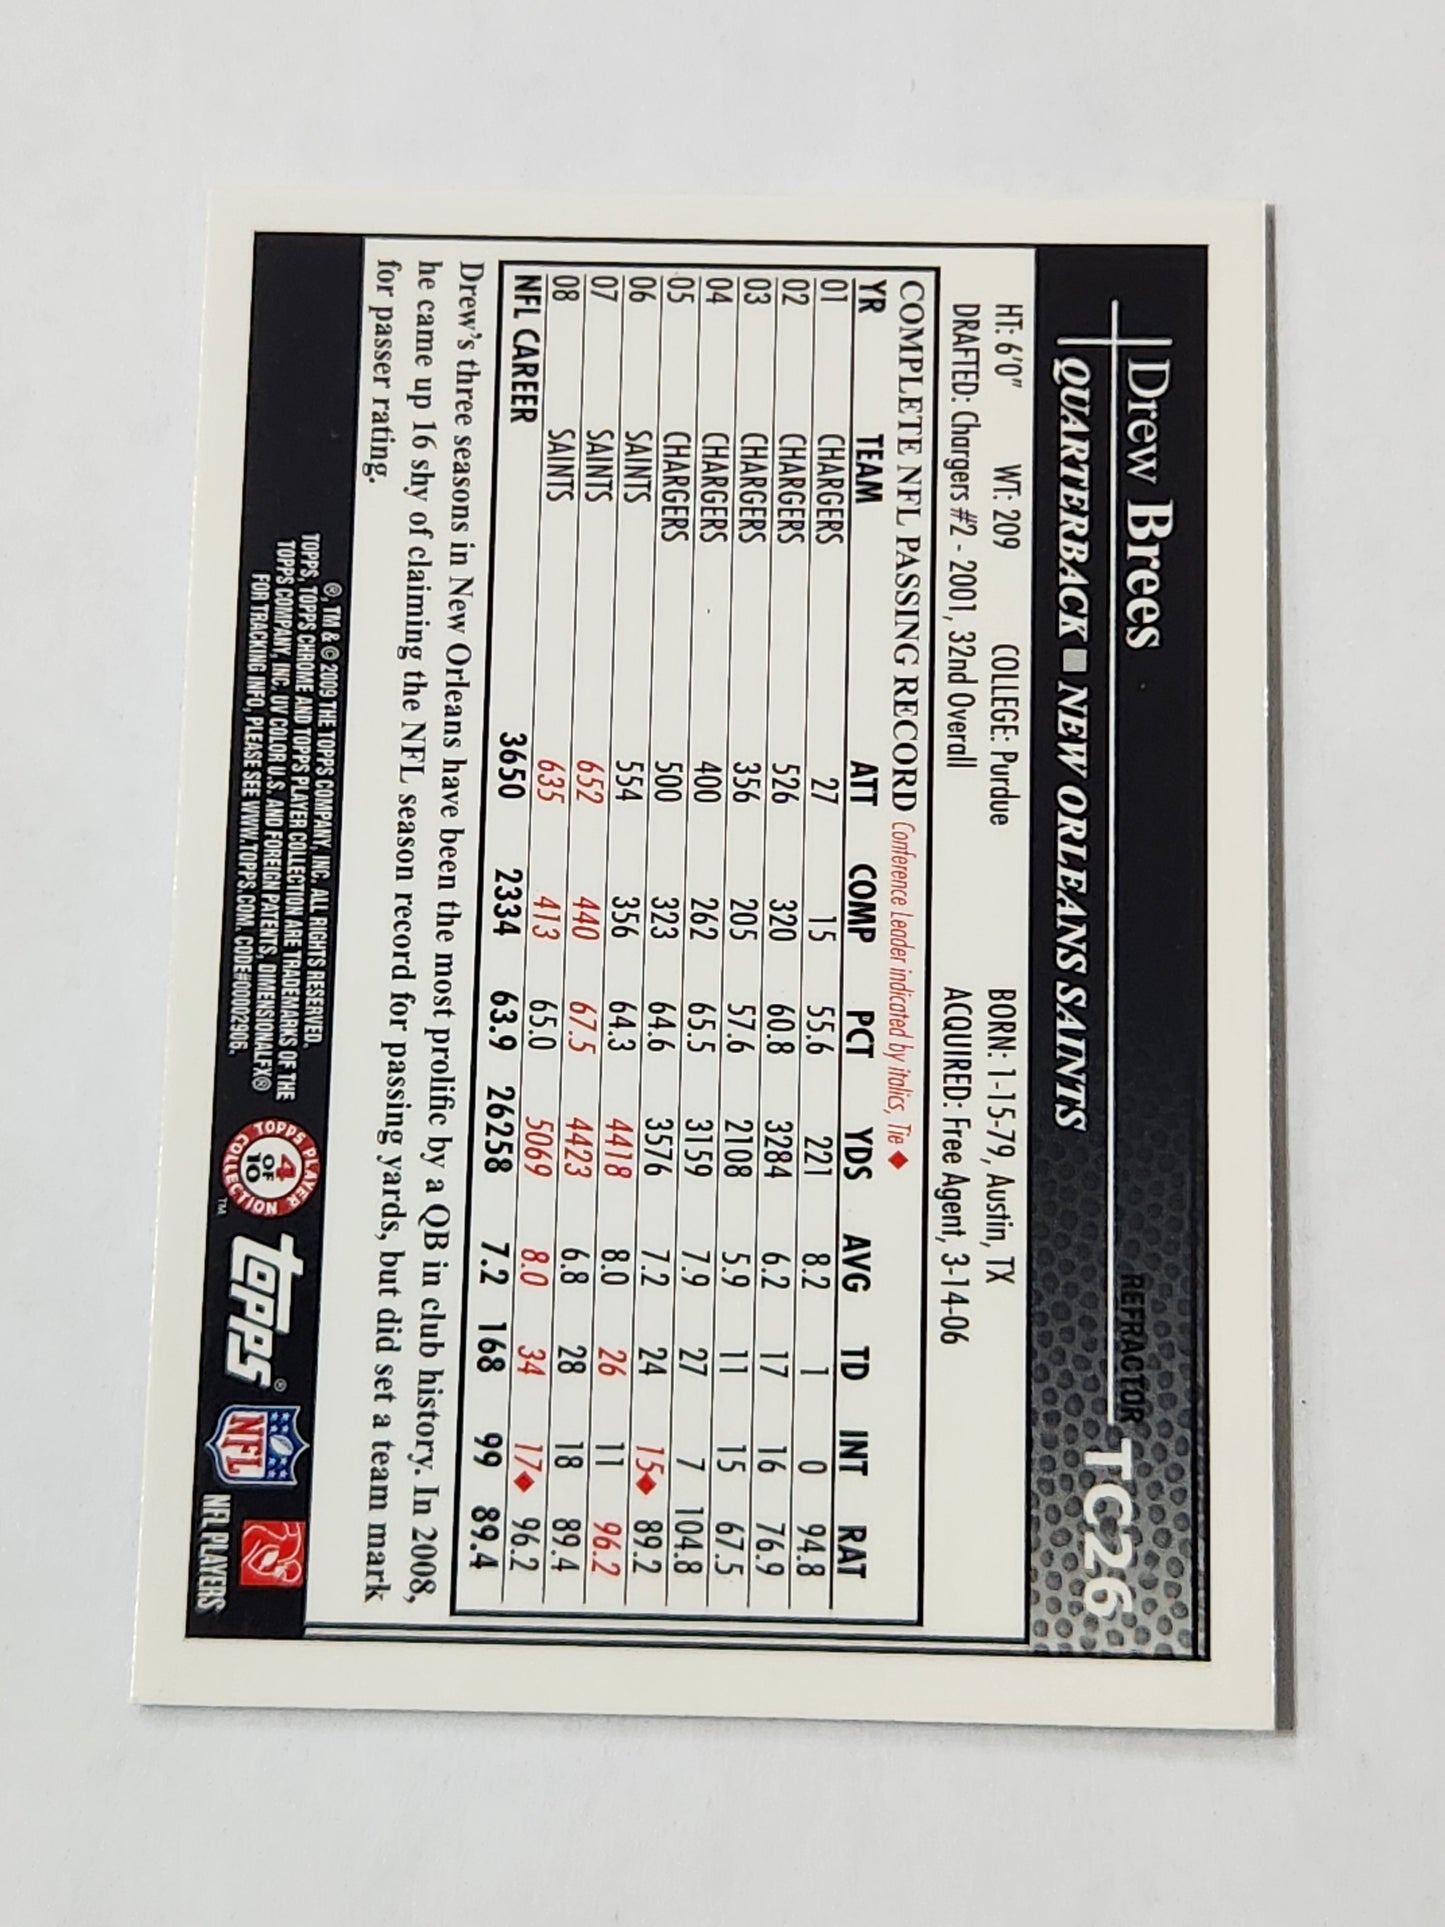 Drew Brees
REFRACTOR
TC26
QUARTERBACK NEW ORLEANS SAINTS
HT: 6'0" WT: 209 COLLEGE: Purdue BORN: 1-15-79, Austin, TX
DRAFTED: Chargers #2 - 2001, 32nd Overall ACQUIRED: Free Agent, 3-14-06
COMPLETE NFL PASSING RECORD Conference Leader indicated by italics, Tie ♦
YR TEAM ATT COMP PCT YDS AVG TD INT RAT
01 CHARGERS 27 15 55.6 221 8.2 1 0 94.8
02 CHARGERS 526 320 60.8 3284 6.2 17 16 76.9
03 CHARGERS 356 205 57.6 2108 5.9 11 15 67.5
04 CHARGERS 400 262 65.5 3159 7.9 27 7 104.8
05 CHARGERS 500 323 64.6 3576 7.2 24 15♦ 89.2
06 SAINTS 554 356 64.3 4418 8.0 26 11 96.2
07 SAINTS 652 440 67.5 4423 6.8 28 18 89.4
08 SAINTS 635 413 65.0 5069 8.0 34 17♦ 96.2
NFL CAREER 3650 2334 63.9 26258 7.2 168 99 89.4
Drew's three seasons in New Orleans have been the most prolific by a QB in club history. In 2008,
he came up 16 shy of claiming the NFL season record for passing yards, but did set a team mark
for passer rating.
®, TM & © 2009 THE TOPPS COMPANY, INC. ALL RIGHTS RESERVED.
TOPPS, TOPPS CHROME AND TOPPS PLAYER COLLECTION ARE TRADEMARKS OF THE
TOPPS COMPANY, INC. UV COLOR U.S. AND FOREIGN PATENTS, DIMENSIONALFX®
FOR TRACKING INFO, PLEASE SEE WWW.TOPPS.COM. CODE#00002906.
TOPPS PLAYER
4 OF 10
COLLECTION™
topps®
NFL
NFL PLAYERS